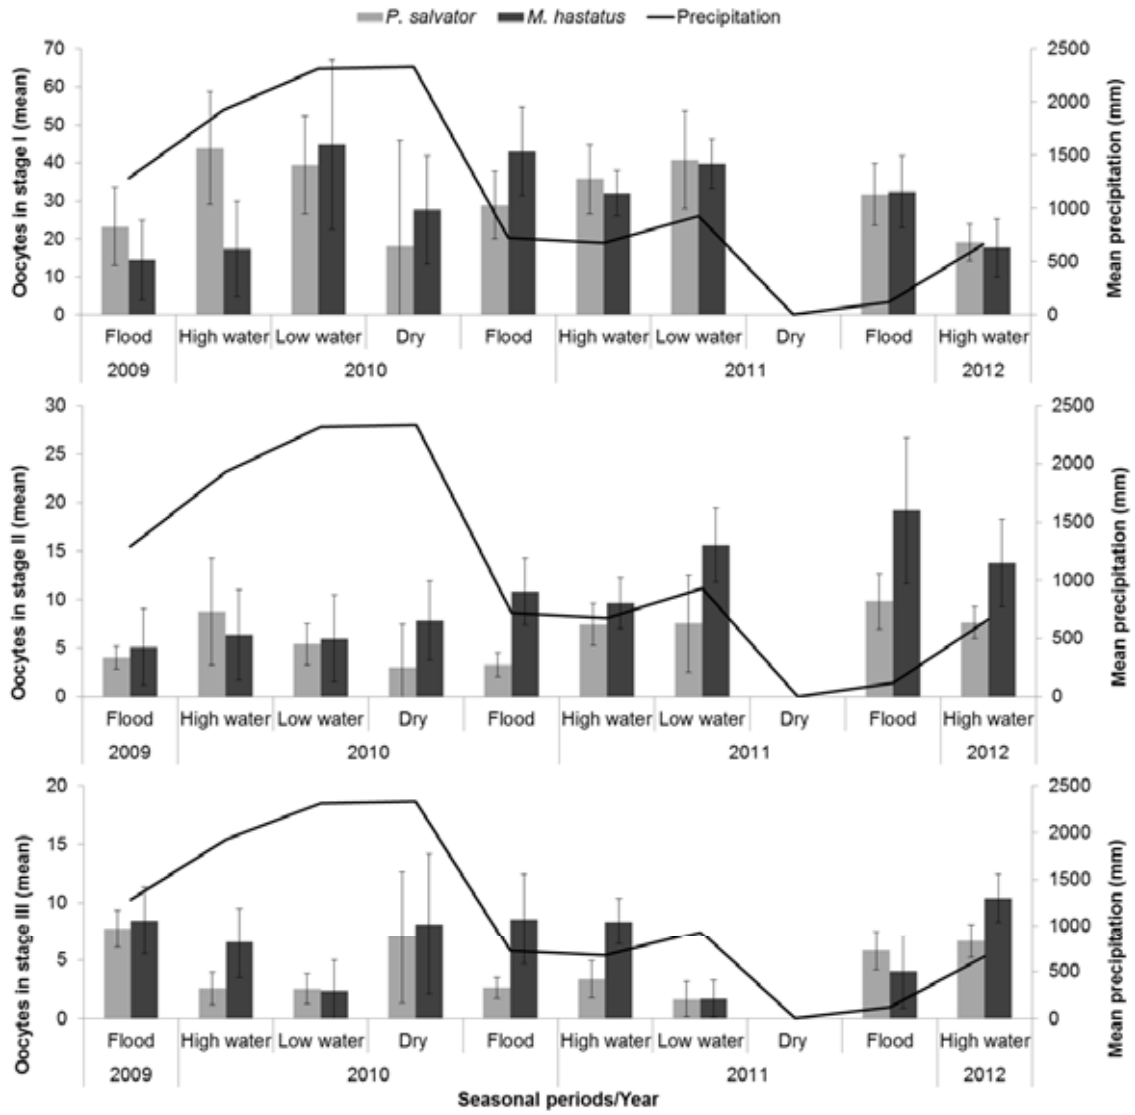 P. salvator M. hastatus Precipitation
Oocytes in stage I (mean)
70
60
50
40
30
20
10
0
2500
2000
1500
1000
500
0
Mean precipitation (mm)
Flood High water Low water Dry Flood High water Low water Dry Flood High water
2009 2010 2011 2012
Oocytes in stage II (mean)
30
25
20
15
10
5
0
2500
2000
1500
1000
500
0
Mean precipitation (mm)
Flood High water Low water Dry Flood High water Low water Dry Flood High water
2009 2010 2011 2012
Oocytes in stage III (mean)
20
15
10
5
0
2500
2000
1500
1000
500
0
Mean precipitation (mm)
Flood High water Low water Dry Flood High water Low water Dry Flood High water
2009 2010 2011 2012
Seasonal periods/Year